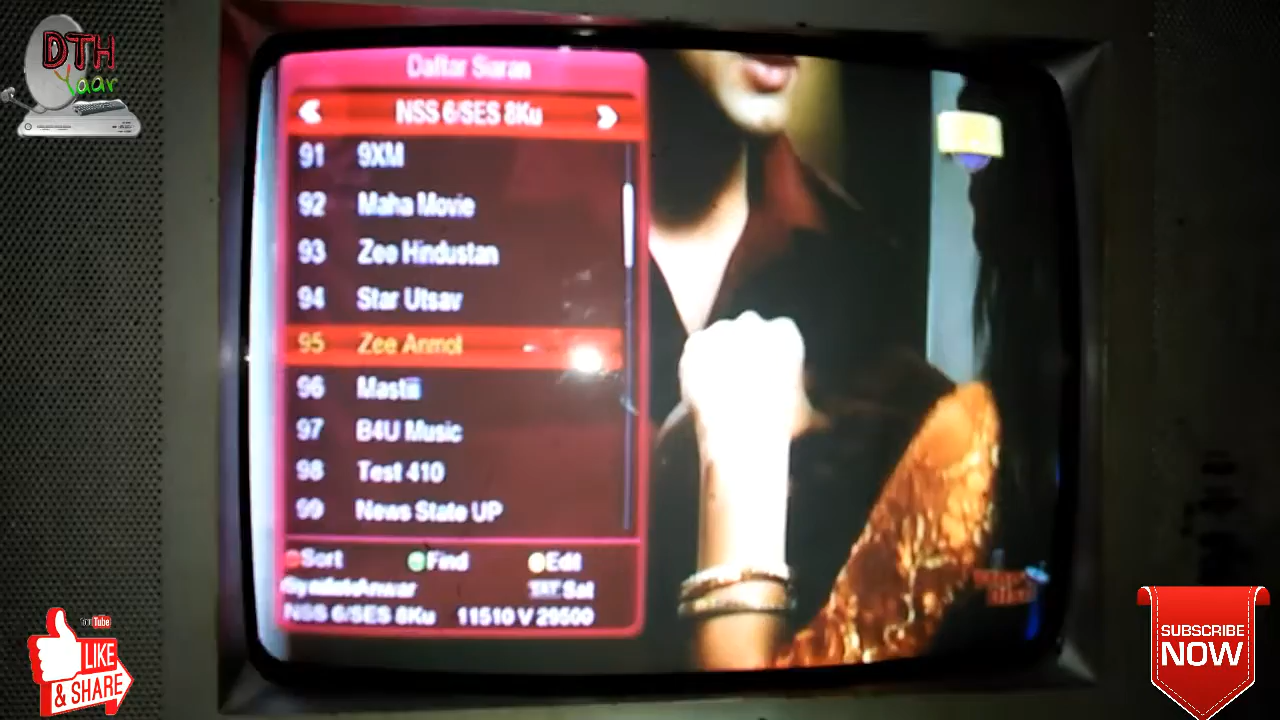 DTH
Yaar
Daftar Siaran
NSS 6/SES 8Ku
91 9XM
92 Maha Movie
93 Zee Hindustan
94 Star Utsav
95 Zee Anmol
96 Mastii
97 B4U Music
98 Test 410
99 News State UP
Sort Find Edit
Sat
NSS 6/SES 8Ku 11510 V 29500
YouTube
LIKE
& SHARE
SUBSCRIBE
NOW